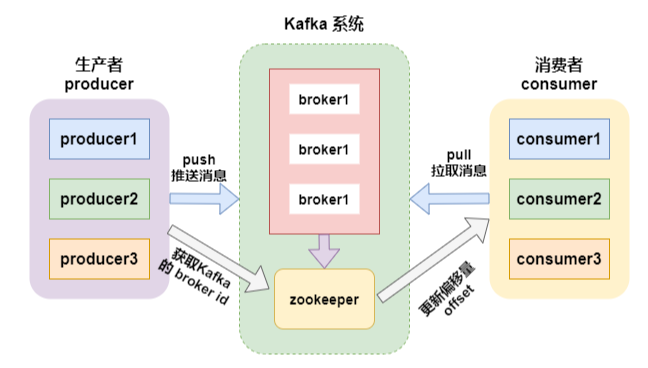 Kafka 系统
生产者
producer
producer1
producer2
producer3
push
推送消息
获取Kafka
的 broker id
broker1
broker1
broker1
zookeeper
pull
拉取消息
更新偏移量
offset
消费者
consumer
consumer1
consumer2
consumer3